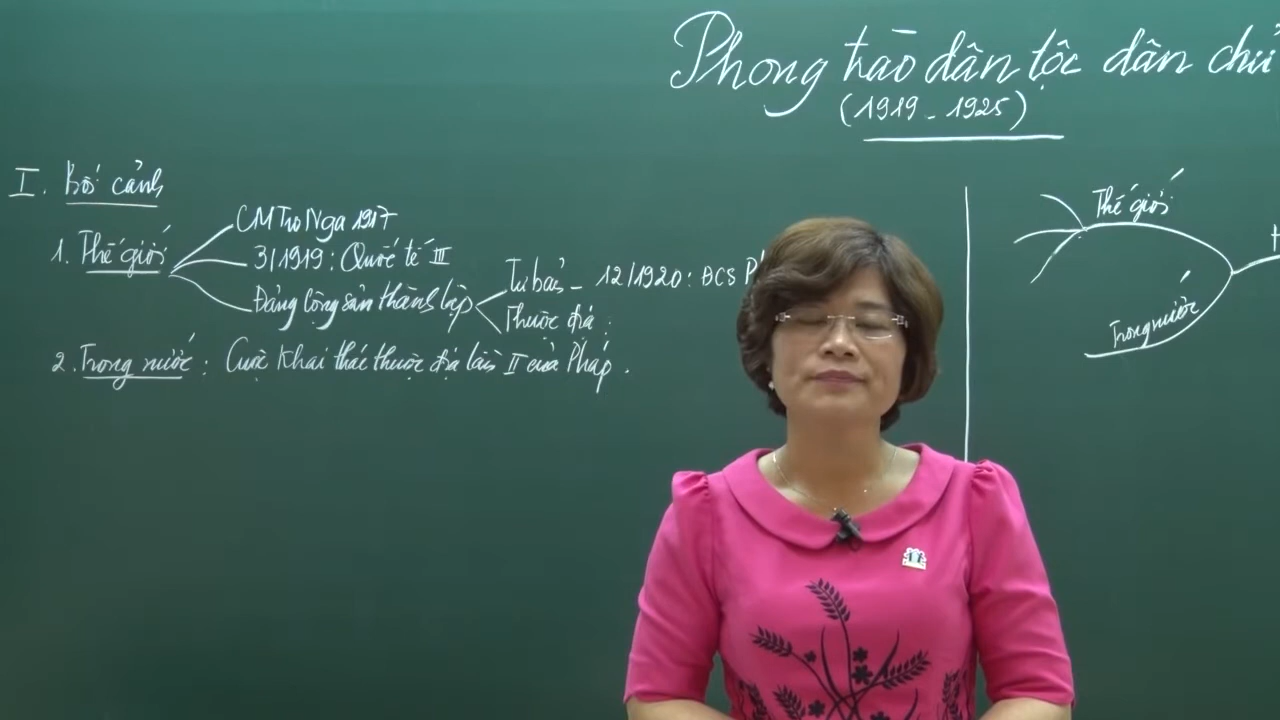 Phong trào dân tộc dân chủ
(1919 - 1925)
I. Bối cảnh
1. Thế giới
CMT10 Nga 1917
3/1919: Quốc tế III
Đảng Cộng sản thành lập
Tư bản - 12/1920: ĐCS P
Thuộc địa:
2. Trong nước: Cuộc khai thác thuộc địa lần II của Pháp.
Thế giới
Trong nước